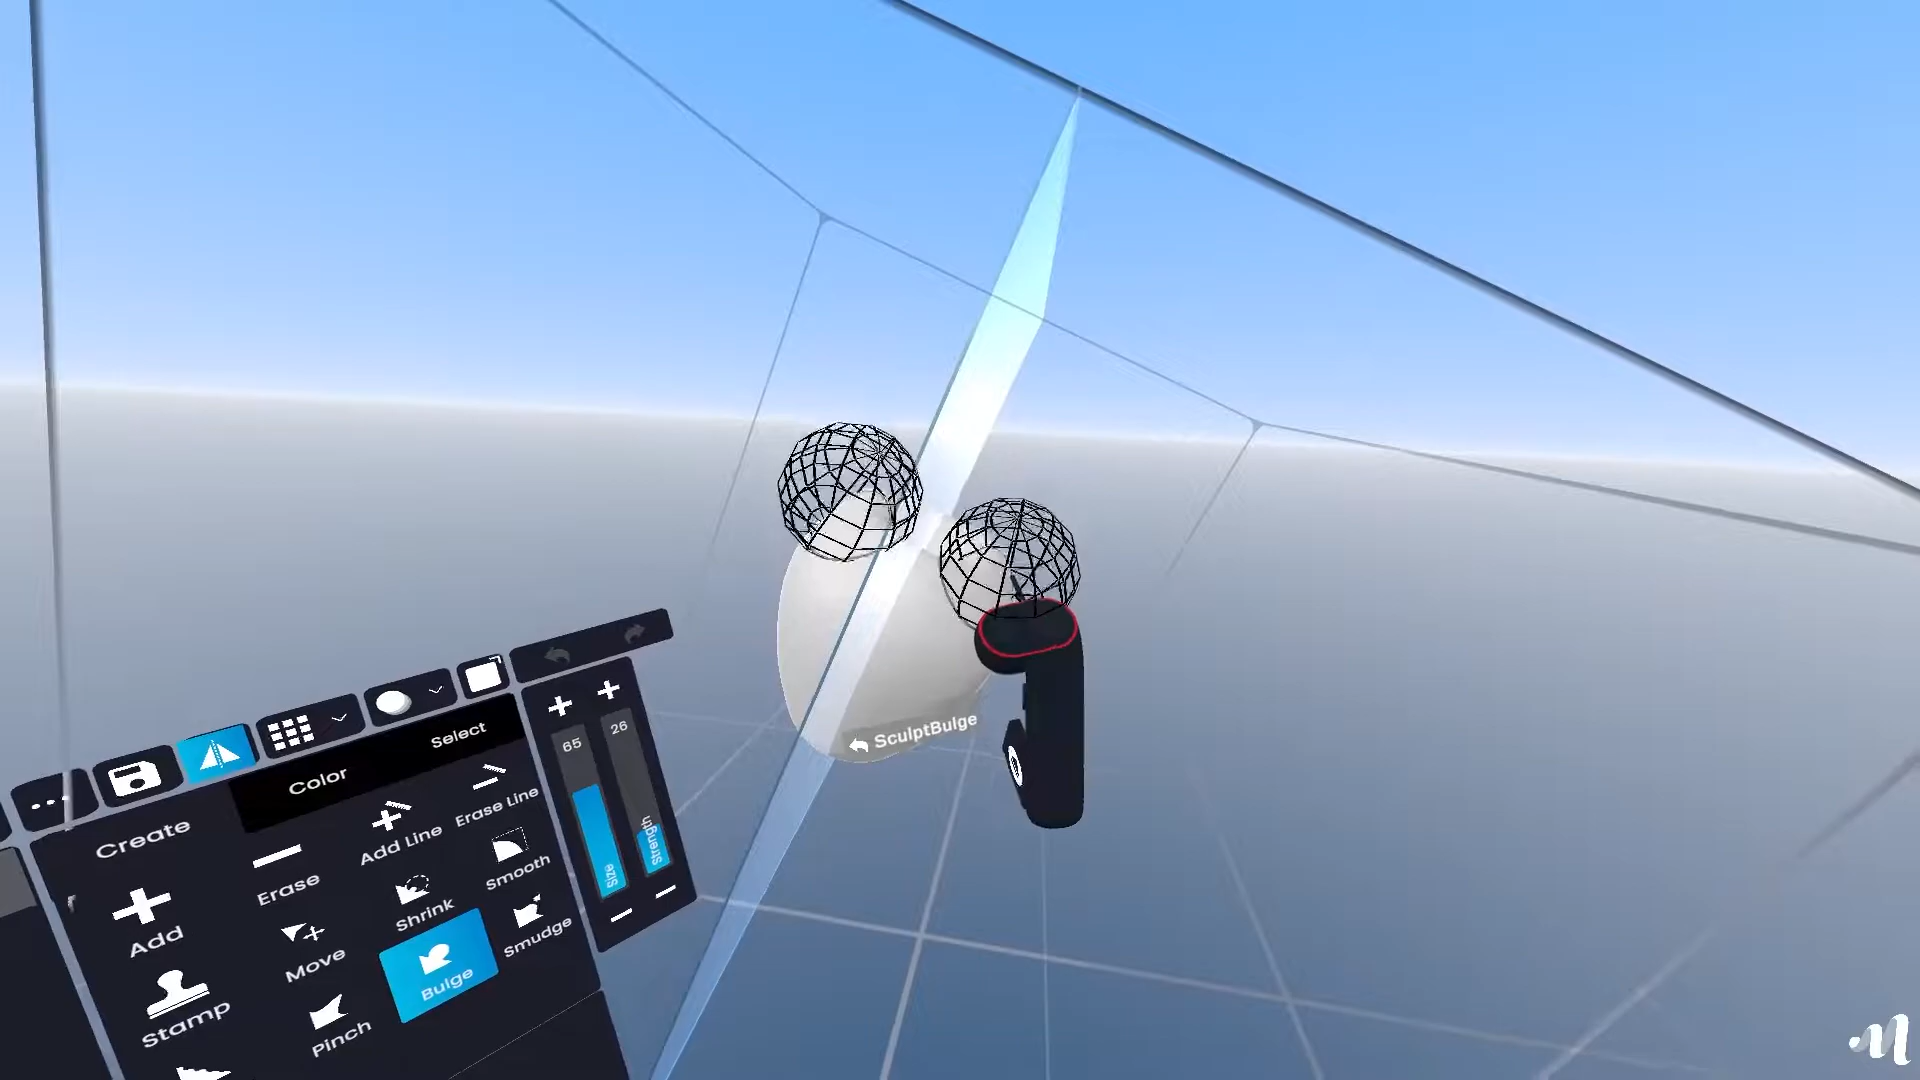 SculptBulge
Select
Color
Create
65
26
Size
Strength
Erase Line
Add Line
Erase
Add
Smooth
Shrink
Move
Smudge
Bulge
Stamp
Pinch